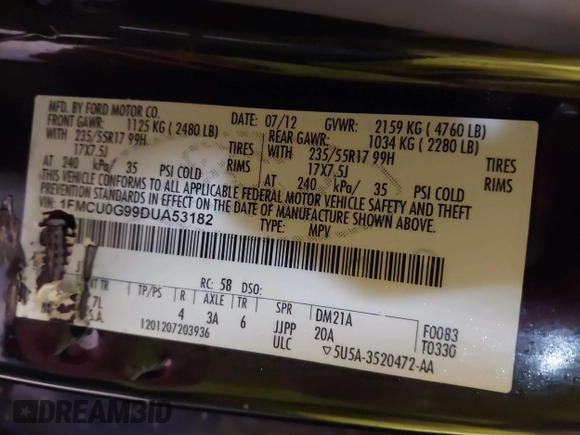 MFD. BY FORD MOTOR CO.
DATE: 07/12 GVWR: 2159 KG ( 4760 LB)
FRONT GAWR: 1125 KG ( 2480 LB) REAR GAWR: 1034 KG ( 2280 LB)
WITH 235/55R17 99H TIRES WITH 235/55R17 99H TIRES
17X7.5J RIMS 17X7.5J RIMS
AT 240 kPa/ 35 PSI COLD AT 240 kPa/ 35 PSI COLD
THIS VEHICLE CONFORMS TO ALL APPLICABLE FEDERAL MOTOR VEHICLE SAFETY AND THEFT
PREVENTION STANDARDS IN EFFECT ON THE DATE OF MANUFACTURE SHOWN ABOVE.
VIN: 1FMCU0G99DUA53182
TYPE: MPV
RC: 58 DSO:
TR TP/PS R AXLE TR SPR DM21A F0083
7L 4 3A 6 JJPP 20A T0330
1201207203936 ULC ▽5U5A-3520472-AA
DREAMBID